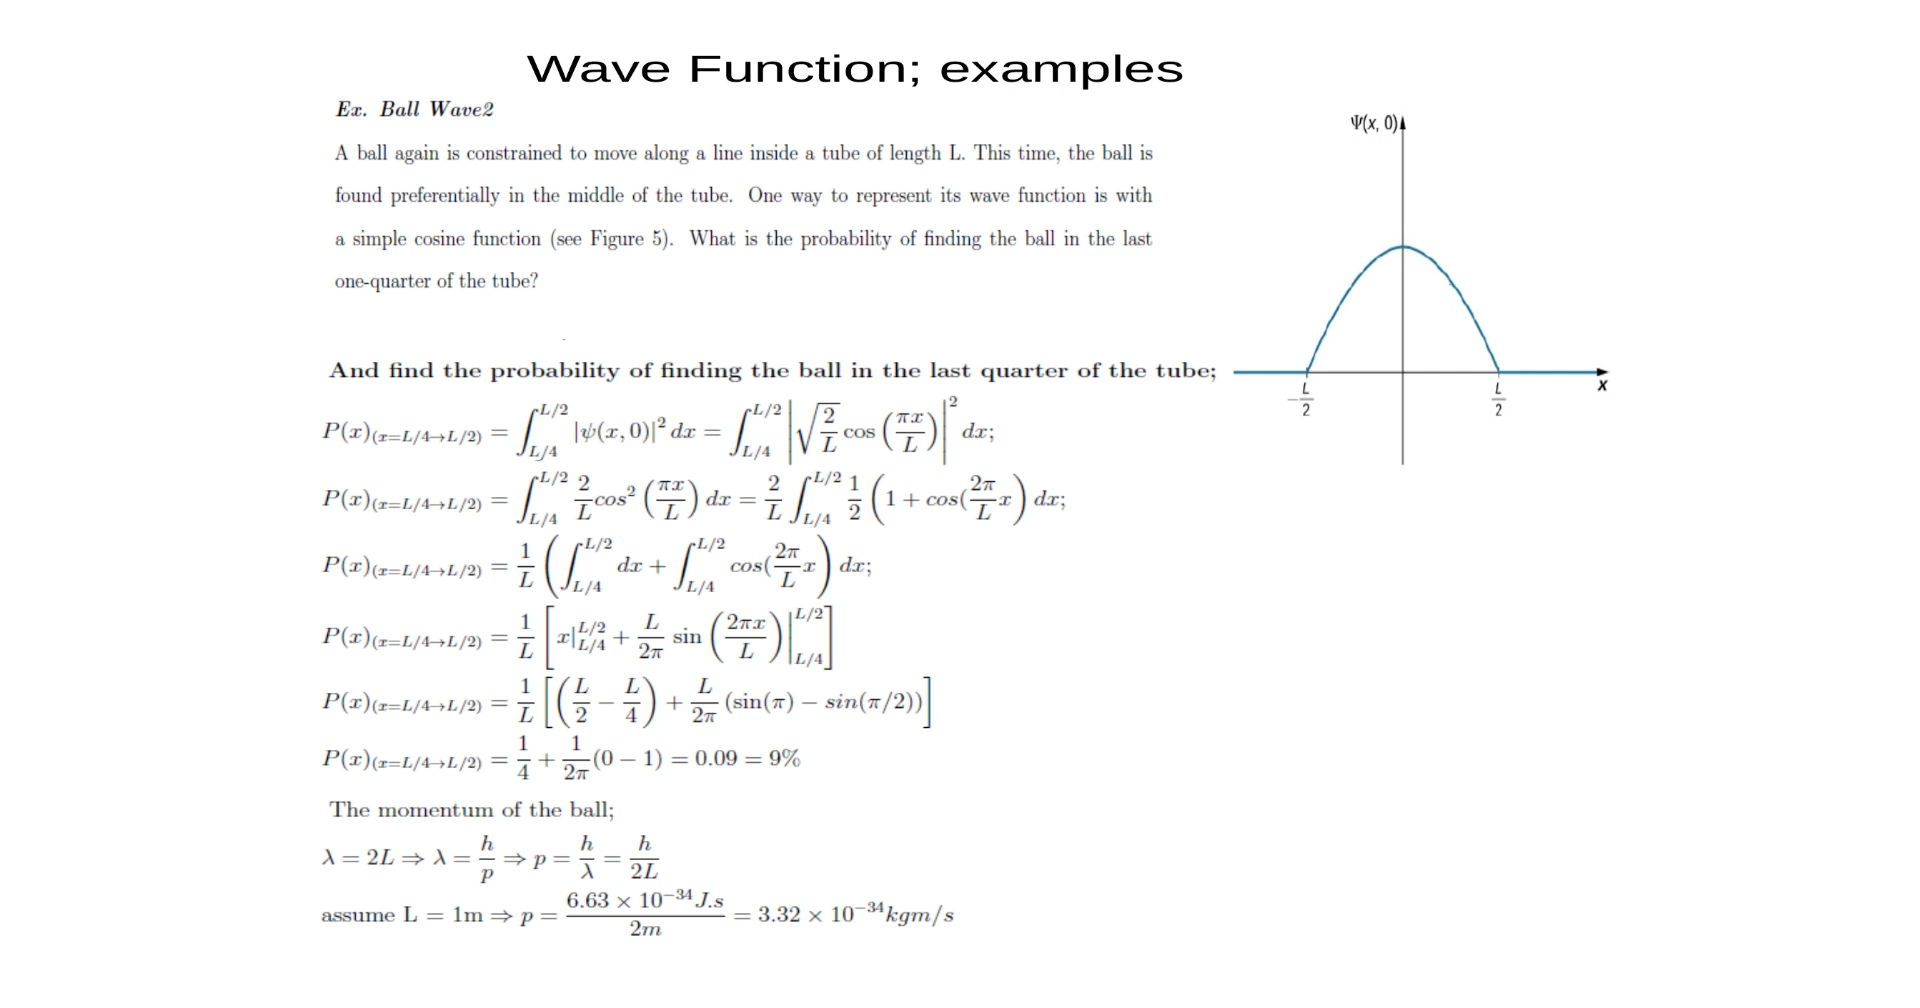 Wave Function; examples
Ex. Ball Wave2
A ball again is constrained to move along a line inside a tube of length L. This time, the ball is
found preferentially in the middle of the tube. One way to represent its wave function is with
a simple cosine function (see Figure 5). What is the probability of finding the ball in the last
one-quarter of the tube?
Ψ(x, 0)
x
-L/2
L/2
And find the probability of finding the ball in the last quarter of the tube;
P(x)_(x=L/4→L/2) = ∫_{L/4}^{L/2} |ψ(x, 0)|² dx = ∫_{L/4}^{L/2} |√(2/L) cos (πx/L)|² dx;
P(x)_(x=L/4→L/2) = ∫_{L/4}^{L/2} 2/L cos² (πx/L) dx = 2/L ∫_{L/4}^{L/2} 1/2 (1 + cos(2π/L x) dx;
P(x)_(x=L/4→L/2) = 1/L (∫_{L/4}^{L/2} dx + ∫_{L/4}^{L/2} cos(2π/L x) dx;
P(x)_(x=L/4→L/2) = 1/L [x|_{L/4}^{L/2} + L/2π sin (2πx/L)|_{L/4}^{L/2}]
P(x)_(x=L/4→L/2) = 1/L [(L/2 − L/4) + L/2π (sin(π) − sin(π/2))]
P(x)_(x=L/4→L/2) = 1/4 + 1/2π (0 − 1) = 0.09 = 9%
The momentum of the ball;
λ = 2L ⇒ λ = h/p ⇒ p = h/λ = h/2L
assume L = 1m ⇒ p = 6.63 × 10⁻³⁴ J.s/2m = 3.32 × 10⁻³⁴ kgm/s